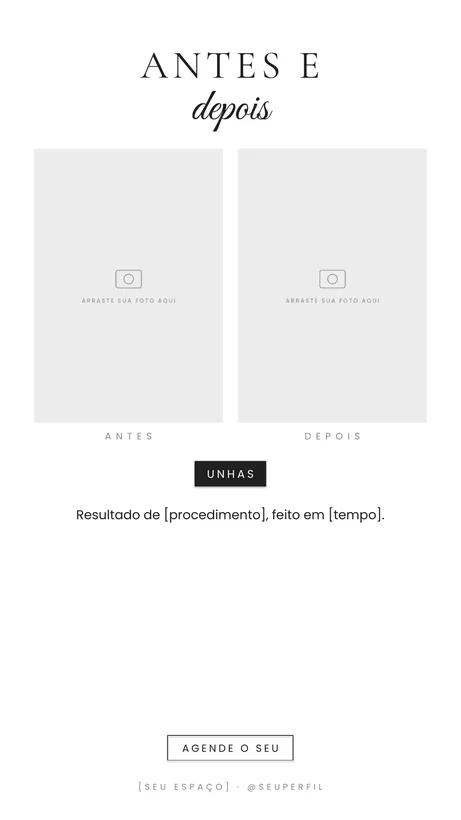 ANTES E
depois
ARRASTE SUA FOTO AQUI
ARRASTE SUA FOTO AQUI
ANTES
DEPOIS
UNHAS
Resultado de [procedimento], feito em [tempo].
AGENDE O SEU
[SEU ESPAÇO] · @SEUPERFIL